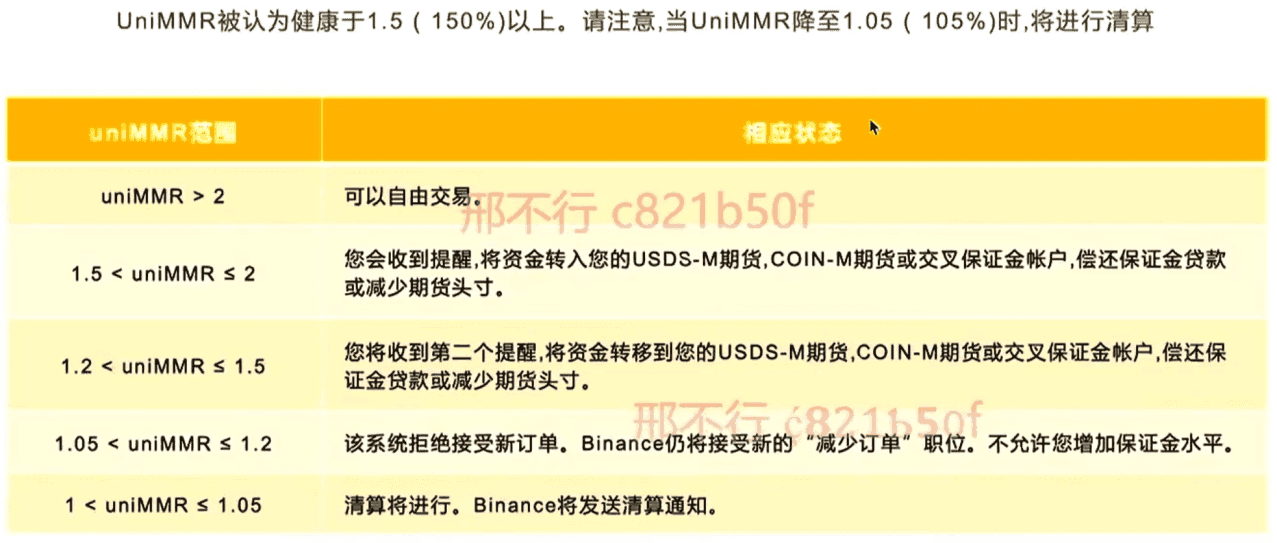 UniMMR被认为健康于1.5 ( 150%)以上。请注意,当UniMMR降至1.05 ( 105%)时,将进行清算
uniMMR范围
相应状态
uniMMR > 2
可以自由交易。
邢不行 c821b50f
1.5 < uniMMR ≤ 2
您会收到提醒,将资金转入您的USDS-M期货,COIN-M期货或交叉保证金帐户,偿还保证金贷款
或减少期货头寸。
1.2 < uniMMR ≤ 1.5
您将收到第二个提醒,将资金转移到您的USDS-M期货,COIN-M期货或交叉保证金帐户,偿还保
证金贷款或减少期货头寸。
邢不行 c821b50f
1.05 < uniMMR ≤ 1.2
该系统拒绝接受新订单。Binance仍将接受新的“减少订单”职位。不允许您增加保证金水平。
1 < uniMMR ≤ 1.05
清算将进行。Binance将发送清算通知。